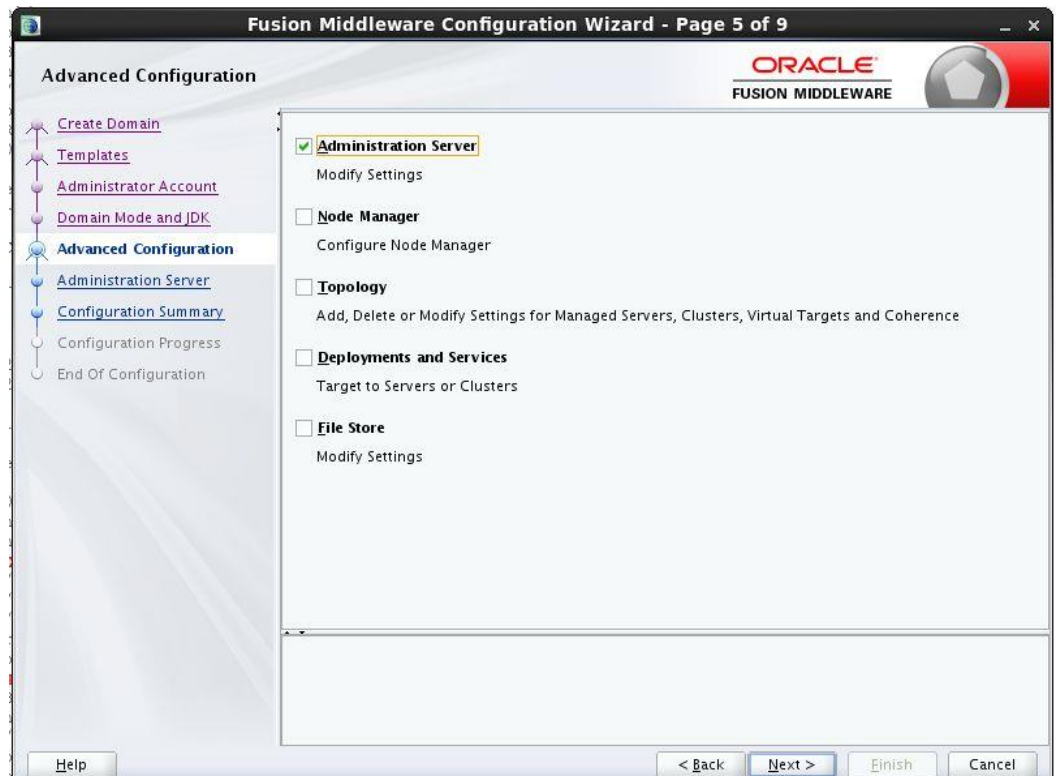 Fusion Middleware Configuration Wizard - Page 5 of 9
Advanced Configuration
ORACLE
FUSION MIDDLEWARE
Create Domain
Templates
Administrator Account
Domain Mode and JDK
Advanced Configuration
Administration Server
Configuration Summary
Configuration Progress
End Of Configuration
Administration Server
Modify Settings
Node Manager
Configure Node Manager
Topology
Add, Delete or Modify Settings for Managed Servers, Clusters, Virtual Targets and Coherence
Deployments and Services
Target to Servers or Clusters
File Store
Modify Settings
Help
< Back
Next >
Finish
Cancel